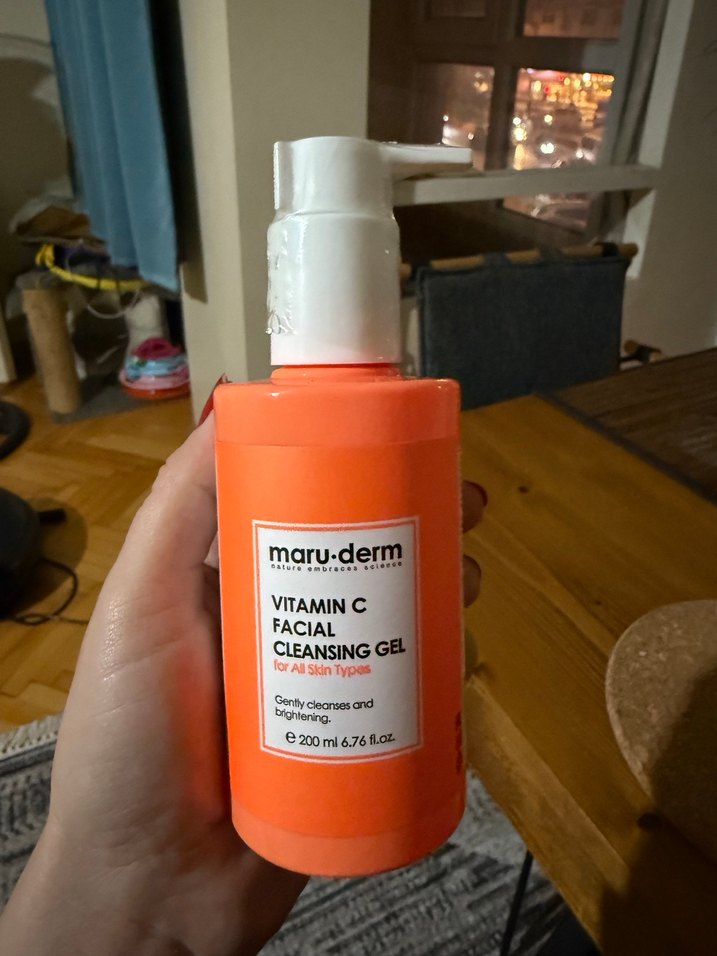 maru·derm
nature embraces science
VITAMIN C
FACIAL
CLEANSING GEL
for All Skin Types
Gently cleanses and
brightening.
℮ 200 ml 6.76 fl.oz.